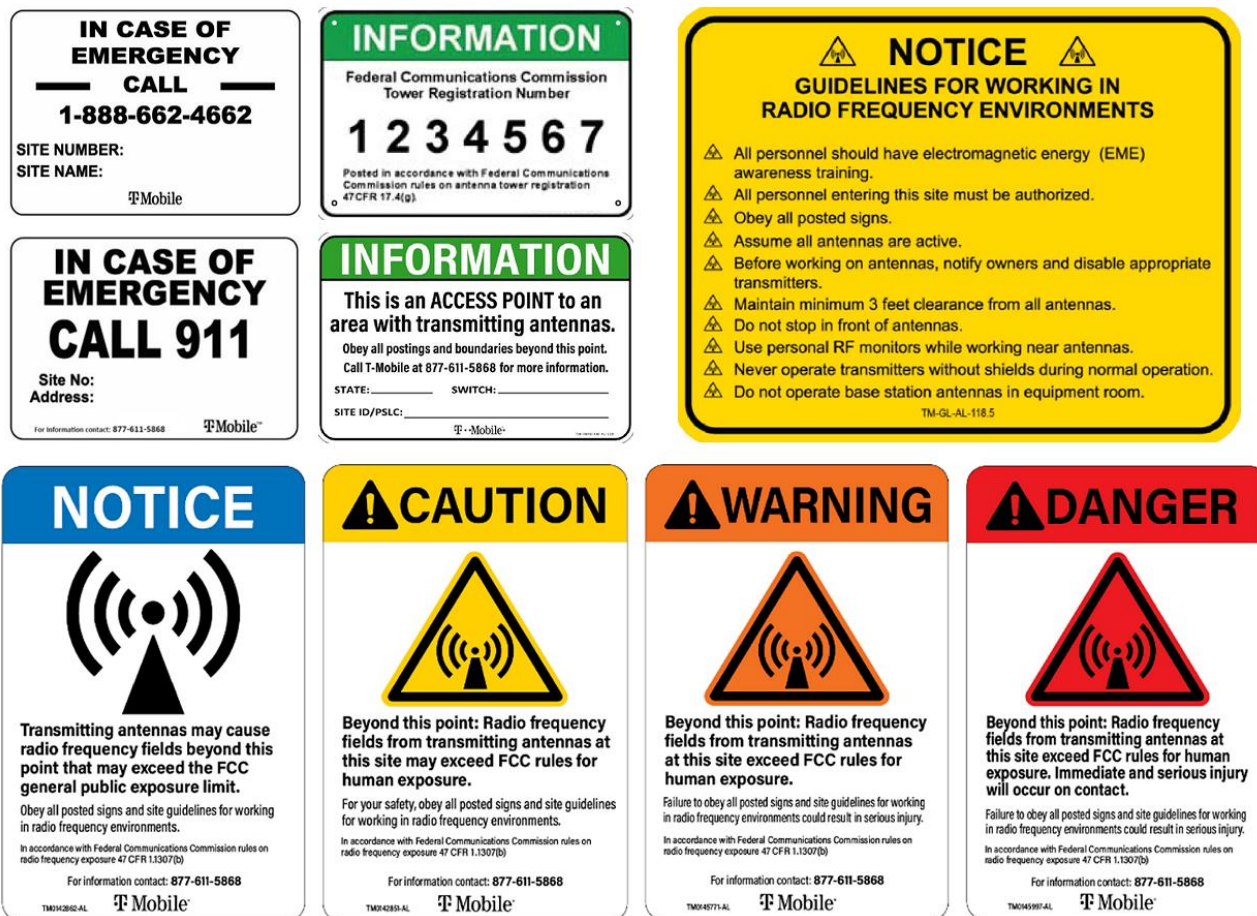 IN CASE OF
EMERGENCY
CALL
1-888-662-4662
SITE NUMBER:
SITE NAME:
T Mobile
INFORMATION
Federal Communications Commission
Tower Registration Number
1 2 3 4 5 6 7
Posted in accordance with Federal Communications
Commission rules on antenna tower registration
47CFR 17.4(g).
NOTICE
GUIDELINES FOR WORKING IN
RADIO FREQUENCY ENVIRONMENTS
All personnel should have electromagnetic energy (EME)
awareness training.
All personnel entering this site must be authorized.
Obey all posted signs.
Assume all antennas are active.
Before working on antennas, notify owners and disable appropriate
transmitters.
Maintain minimum 3 feet clearance from all antennas.
Do not stop in front of antennas.
Use personal RF monitors while working near antennas.
Never operate transmitters without shields during normal operation.
Do not operate base station antennas in equipment room.
TM-GL-AL-118.5
IN CASE OF
EMERGENCY
CALL 911
Site No:
Address:
For Information contact: 877-611-5868
T Mobile™
INFORMATION
This is an ACCESS POINT to an
area with transmitting antennas.
Obey all postings and boundaries beyond this point.
Call T-Mobile at 877-611-5868 for more information.
STATE: SWITCH:
SITE ID/PSLC:
T··Mobile·
NOTICE
Transmitting antennas may cause
radio frequency fields beyond this
point that may exceed the FCC
general public exposure limit.
Obey all posted signs and site guidelines for working
in radio frequency environments.
In accordance with Federal Communications Commission rules on
radio frequency exposure 47 CFR 1.1307(b)
For information contact: 877-611-5868
TM0142862-AL
T Mobile
CAUTION
Beyond this point: Radio frequency
fields from transmitting antennas at
this site may exceed FCC rules for
human exposure.
For your safety, obey all posted signs and site guidelines
for working in radio frequency environments.
In accordance with Federal Communications Commission rules on
radio frequency exposure 47 CFR 1.1307(b)
For information contact: 877-611-5868
TM0142851-AL
T Mobile
WARNING
Beyond this point: Radio frequency
fields from transmitting antennas
at this site exceed FCC rules for
human exposure.
Failure to obey all posted signs and site guidelines for working
in radio frequency environments could result in serious injury.
In accordance with Federal Communications Commission rules on
radio frequency exposure 47 CFR 1.1307(b)
For information contact: 877-611-5868
TM0145771-AL
T Mobile
DANGER
Beyond this point: Radio frequency
fields from transmitting antennas at
this site exceed FCC rules for human
exposure. Immediate and serious injury
will occur on contact.
Failure to obey all posted signs and site guidelines for working
in radio frequency environments could result in serious injury.
In accordance with Federal Communications Commission rules on
radio frequency exposure 47 CFR 1.1307(b)
For information contact: 877-611-5868
TM0145997-AL
T Mobile